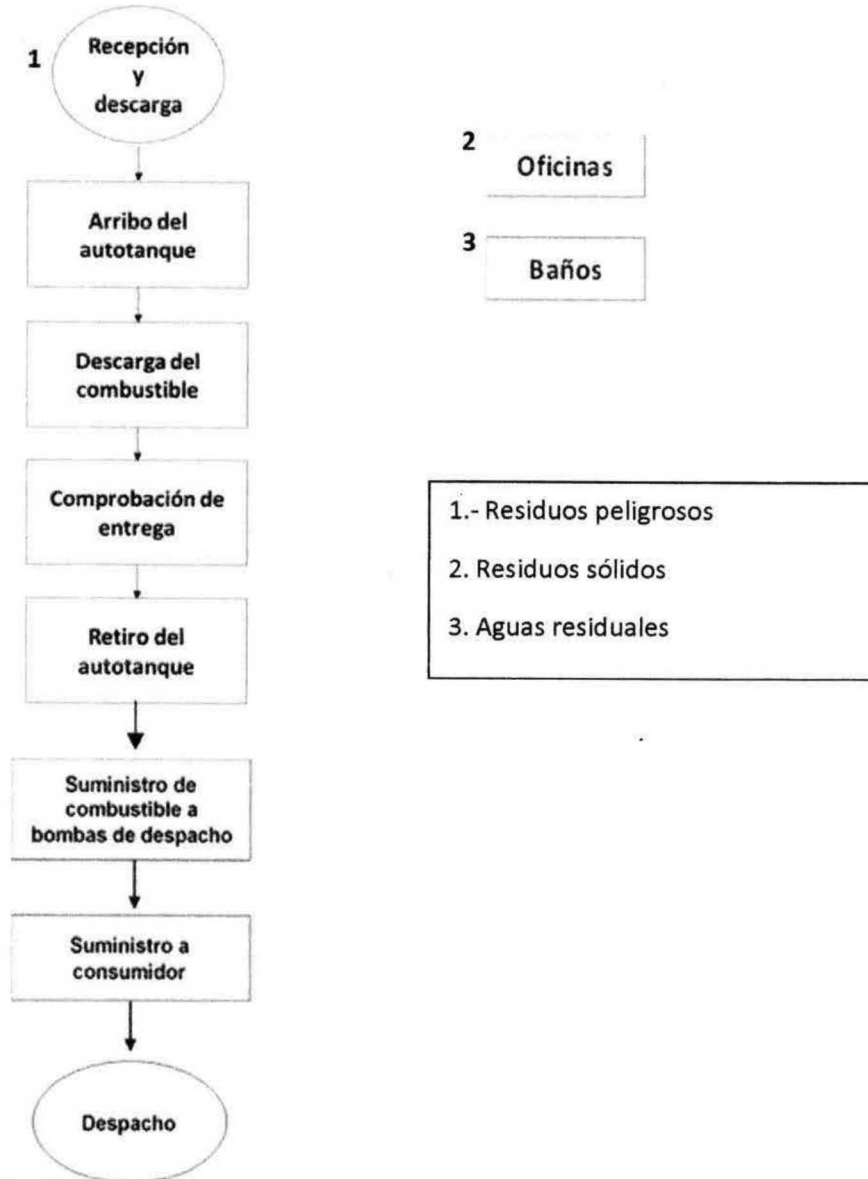 1
Recepción
y
descarga
Arribo del
autotanque
Descarga del
combustible
Comprobación de
entrega
Retiro del
autotanque
Suministro de
combustible a
bombas de despacho
Suministro a
consumidor
Despacho
2
Oficinas
3
Baños
1.- Residuos peligrosos
2. Residuos sólidos
3. Aguas residuales